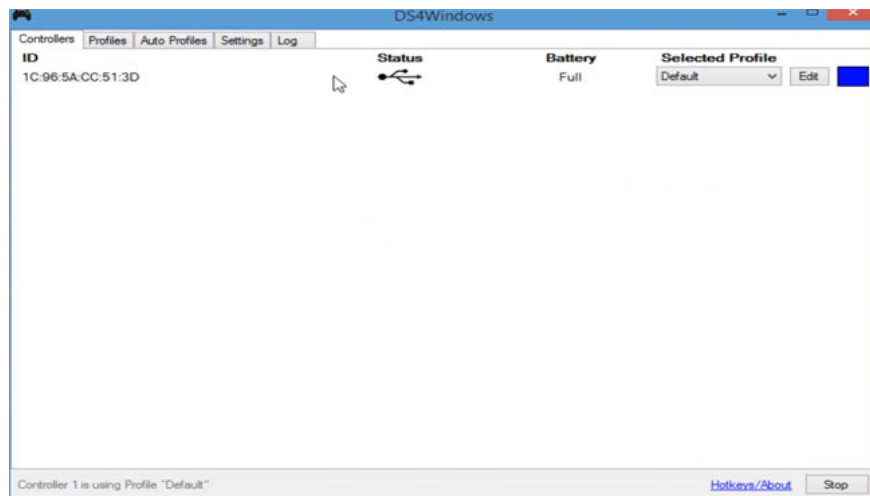 DS4Windows
Controllers Profiles Auto Profiles Settings Log
ID Status Battery Selected Profile
1C:96:5A:CC:51:3D Full Default Edit
Controller 1 is using Profile "Default" Hotkeys/About Stop